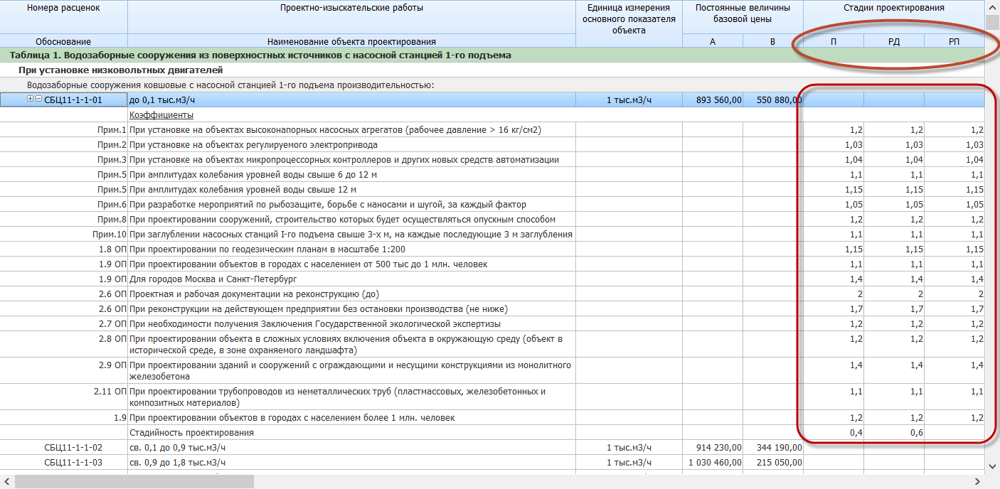 Номера расценок Проектно-изыскательские работы Единица измерения основного показателя объекта Постоянные величины базовой цены Стадии проектирования
Обоснование Наименование объекта проектирования А В П РД РП
Таблица 1. Водозаборные сооружения из поверхностных источников с насосной станцией 1-го подъема
При установке низковольтных двигателей
Водозаборные сооружения ковшовые с насосной станцией 1-го подъема производительностью:
СБЦ11-1-1-01 до 0,1 тыс.м3/ч 1 тыс.м3/ч 893 560,00 550 880,00
Коэффициенты
Прим.1 При установке на объектах высоконапорных насосных агрегатов (рабочее давление > 16 кг/см2) 1,2 1,2 1,2
Прим.2 При установке на объектах регулируемого электропривода 1,03 1,03 1,03
Прим.3 При установке на объектах микропроцессорных контроллеров и других новых средств автоматизации 1,04 1,04 1,04
Прим.5 При амплитудах колебания уровней воды свыше 6 до 12 м 1,1 1,1 1,1
Прим.5 При амплитудах колебания уровней воды свыше 12 м 1,15 1,15 1,15
Прим.6 При разработке мероприятий по рыбозащите, борьбе с наносами и шугой, за каждый фактор 1,05 1,05 1,05
Прим.8 При проектировании сооружений, строительство которых будет осуществляться опускным способом 1,2 1,2 1,2
Прим.10 При заглублении насосных станций I-го подъема свыше 3-х м, на каждые последующие 3 м заглубления 1,1 1,1 1,1
1.8 ОП При проектировании по геодезическим планам в масштабе 1:200 1,15 1,15 1,15
1.9 ОП При проектировании объектов в городах с населением от 500 тыс до 1 млн. человек 1,1 1,1 1,1
1.9 ОП Для городов Москва и Санкт-Петербург 1,4 1,4 1,4
2.6 ОП Проектная и рабочая документации на реконструкцию (до) 2 2 2
2.6 ОП При реконструкции на действующем предприятии без остановки производства (не ниже) 1,7 1,7 1,7
2.7 ОП При необходимости получения Заключения Государственной экологической экспертизы 1,2 1,2 1,2
2.8 ОП При проектировании объекта в сложных условиях включения объекта в окружающую среду (объект в 1,2 1,2 1,2
исторической среде, в зоне охраняемого ландшафта)
2.9 ОП При проектировании зданий и сооружений с ограждающими и несущими конструкциями из монолитного 1,4 1,4 1,4
железобетона
2.11 ОП При проектировании трубопроводов из неметаллических труб (пластмассовых, железобетонных и 1,1 1,1 1,1
композитных материалов)
1.9 При проектировании объектов в городах с населением более 1 млн. человек 1,2 1,2 1,2
Стадийность проектирования 0,4 0,6
СБЦ11-1-1-02 св. 0,1 до 0,9 тыс.м3/ч 1 тыс.м3/ч 914 230,00 344 190,00
СБЦ11-1-1-03 св. 0,9 до 1,8 тыс.м3/ч 1 тыс.м3/ч 1 030 460,00 215 050,00